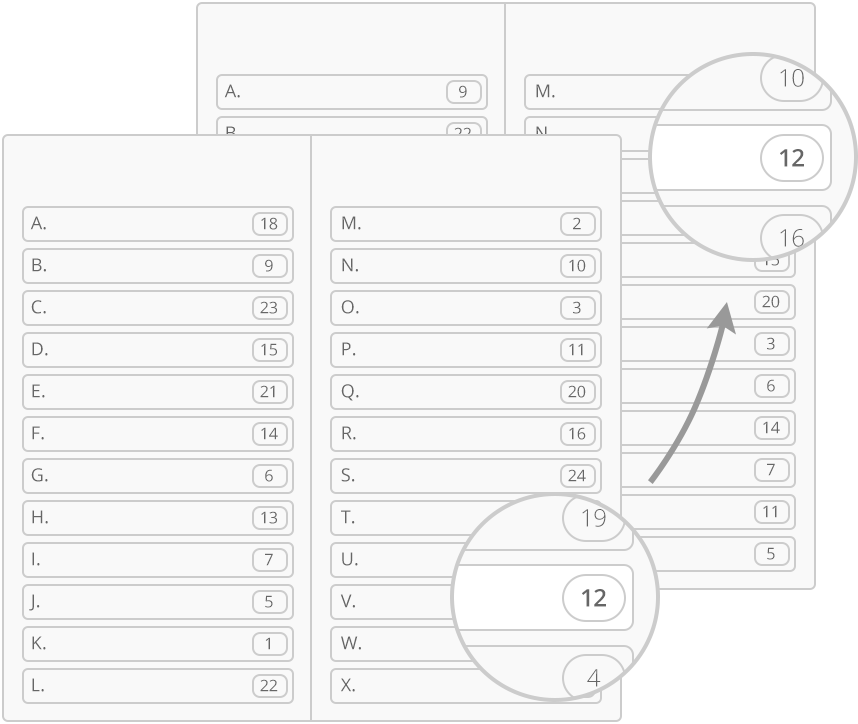 A. 9
M. 10
B. 22
N. 12
16
15
20
3
6
14
7
11
5
A. 18
B. 9
C. 23
D. 15
E. 21
F. 14
G. 6
H. 13
I. 7
J. 5
K. 1
L. 22
M. 2
N. 10
O. 3
P. 11
Q. 20
R. 16
S. 24
T. 19
U.
V. 12
W.
X. 4